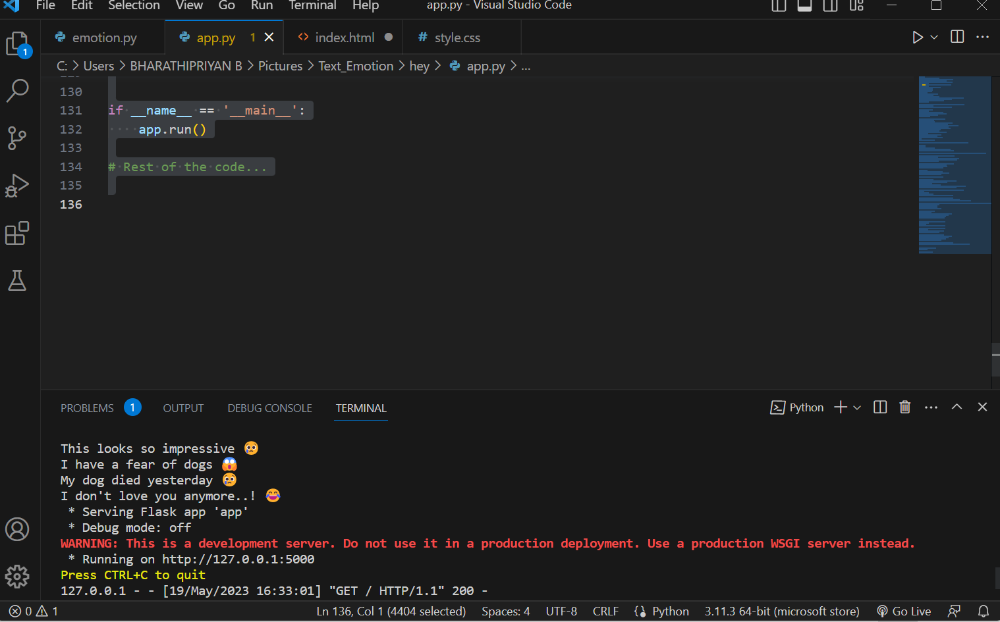 File Edit Selection View Go Run Terminal Help app.py - Visual Studio Code
emotion.py app.py 1 index.html style.css
C: > Users > BHARATHIPRIYAN B > Pictures > Text_Emotion > hey > app.py > ...
130
131 if __name__ == '__main__':
132 app.run()
133
134 # Rest of the code...
135
136
1
PROBLEMS 1 OUTPUT DEBUG CONSOLE TERMINAL Python
This looks so impressive 😢
I have a fear of dogs 😱
My dog died yesterday 😢
I don't love you anymore..! 😂
* Serving Flask app 'app'
* Debug mode: off
WARNING: This is a development server. Do not use it in a production deployment. Use a production WSGI server instead.
* Running on http://127.0.0.1:5000
Press CTRL+C to quit
127.0.0.1 - - [19/May/2023 16:33:01] "GET / HTTP/1.1" 200 -
0 1 Ln 136, Col 1 (4404 selected) Spaces: 4 UTF-8 CRLF Python 3.11.3 64-bit (microsoft store) Go Live